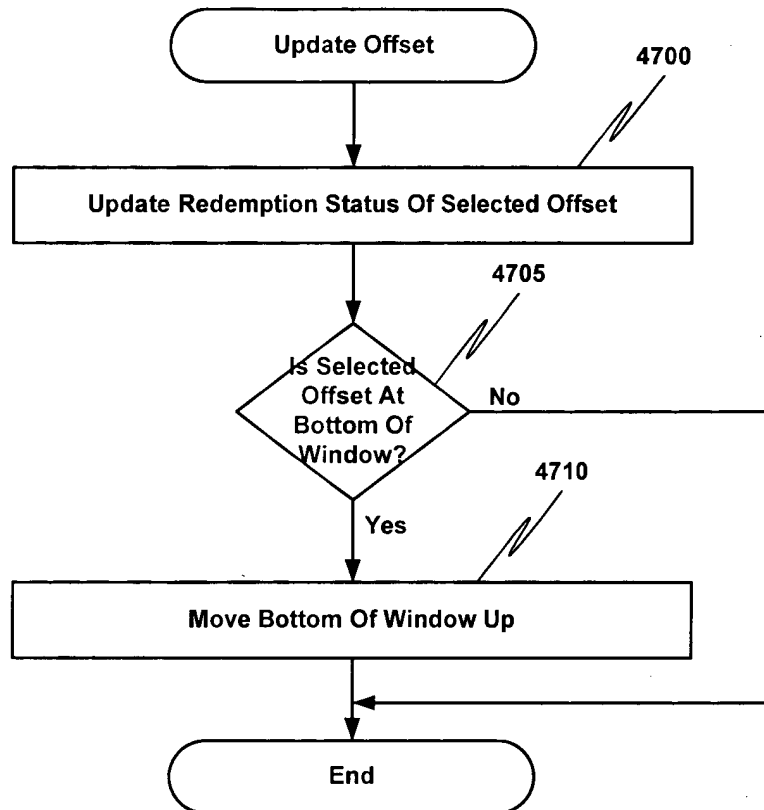 Update Offset
4700
Update Redemption Status Of Selected Offset
4705
Is Selected
Offset At
Bottom Of
Window?
No
4710
Yes
Move Bottom Of Window Up
End